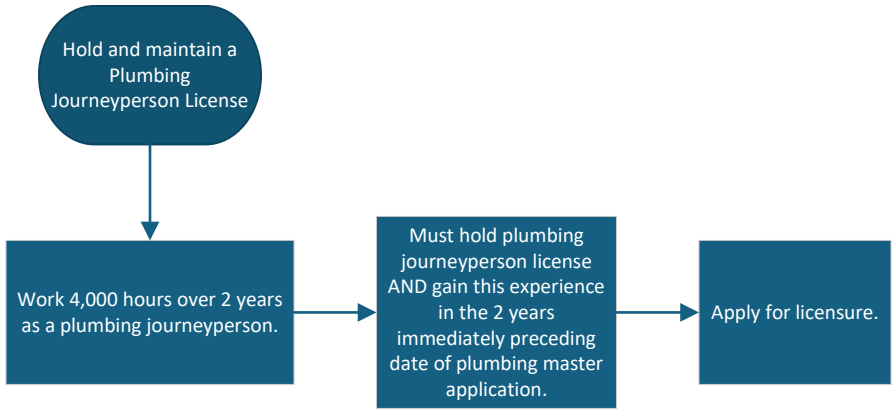 Hold and maintain a
Plumbing
Journeyperson License
Work 4,000 hours over 2 years
as a plumbing journeyperson.
Must hold plumbing
journeyperson license
AND gain this experience
in the 2 years
immediately preceding
date of plumbing master
application.
Apply for licensure.